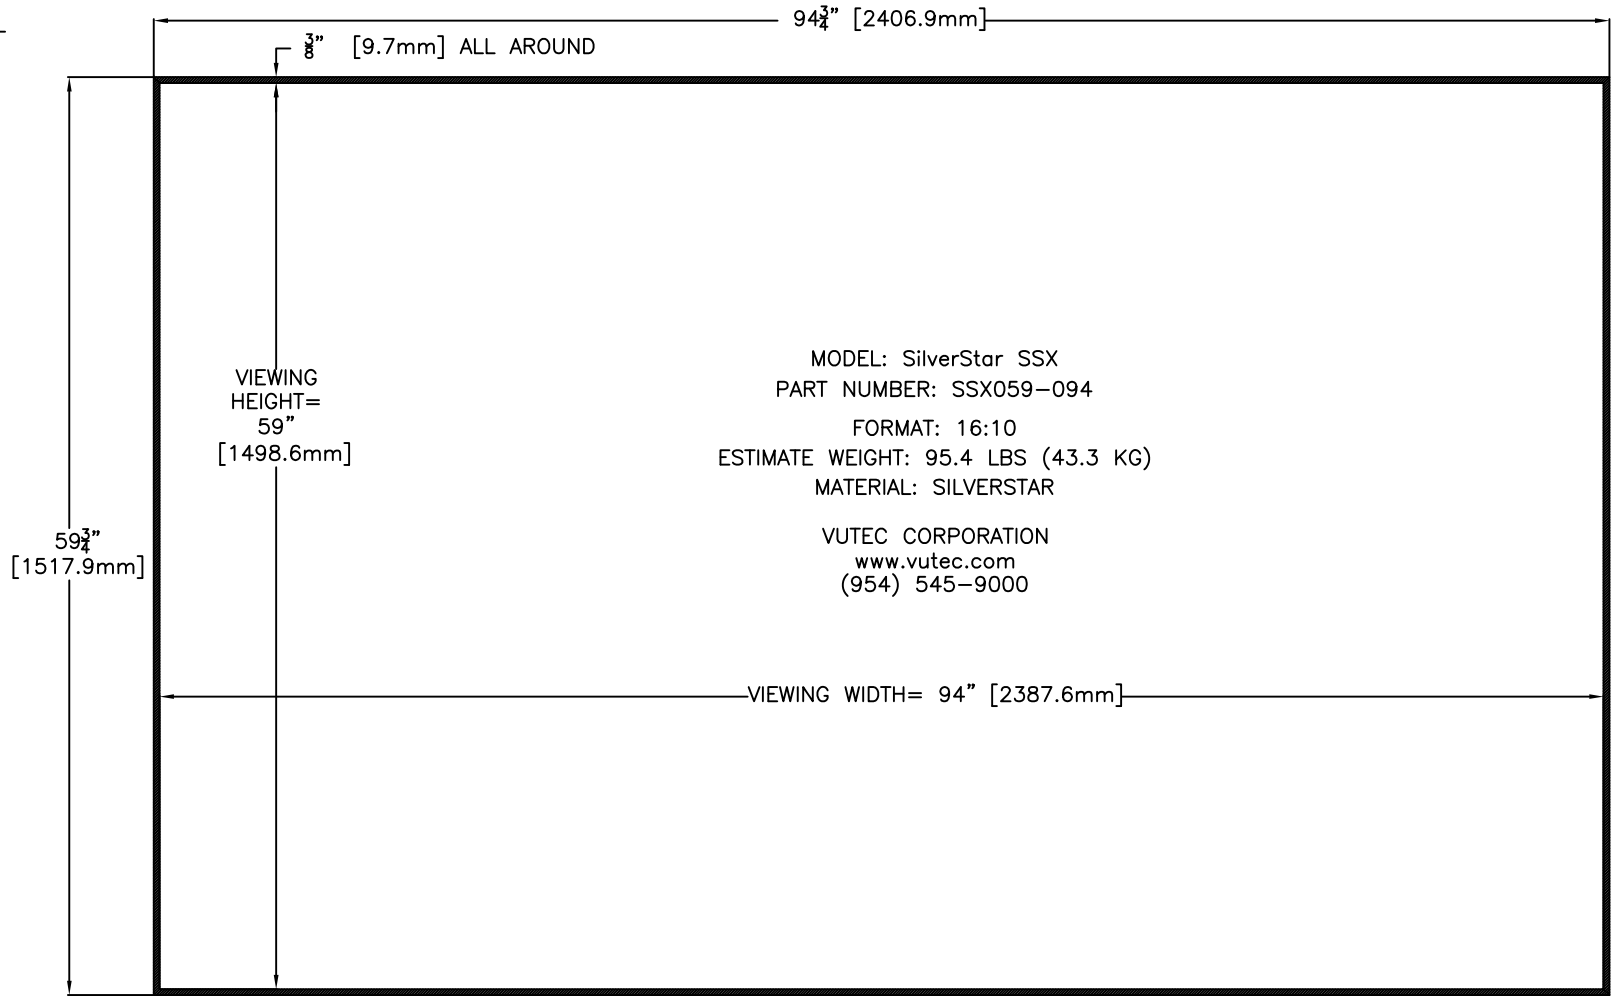 94¾" [2406.9mm]
⅜" [9.7mm] ALL AROUND
VIEWING
HEIGHT=
59"
[1498.6mm]
MODEL: SilverStar SSX
PART NUMBER: SSX059-094
FORMAT: 16:10
ESTIMATE WEIGHT: 95.4 LBS (43.3 KG)
MATERIAL: SILVERSTAR
VUTEC CORPORATION
www.vutec.com
(954) 545-9000
59¾"
[1517.9mm]
VIEWING WIDTH= 94" [2387.6mm]